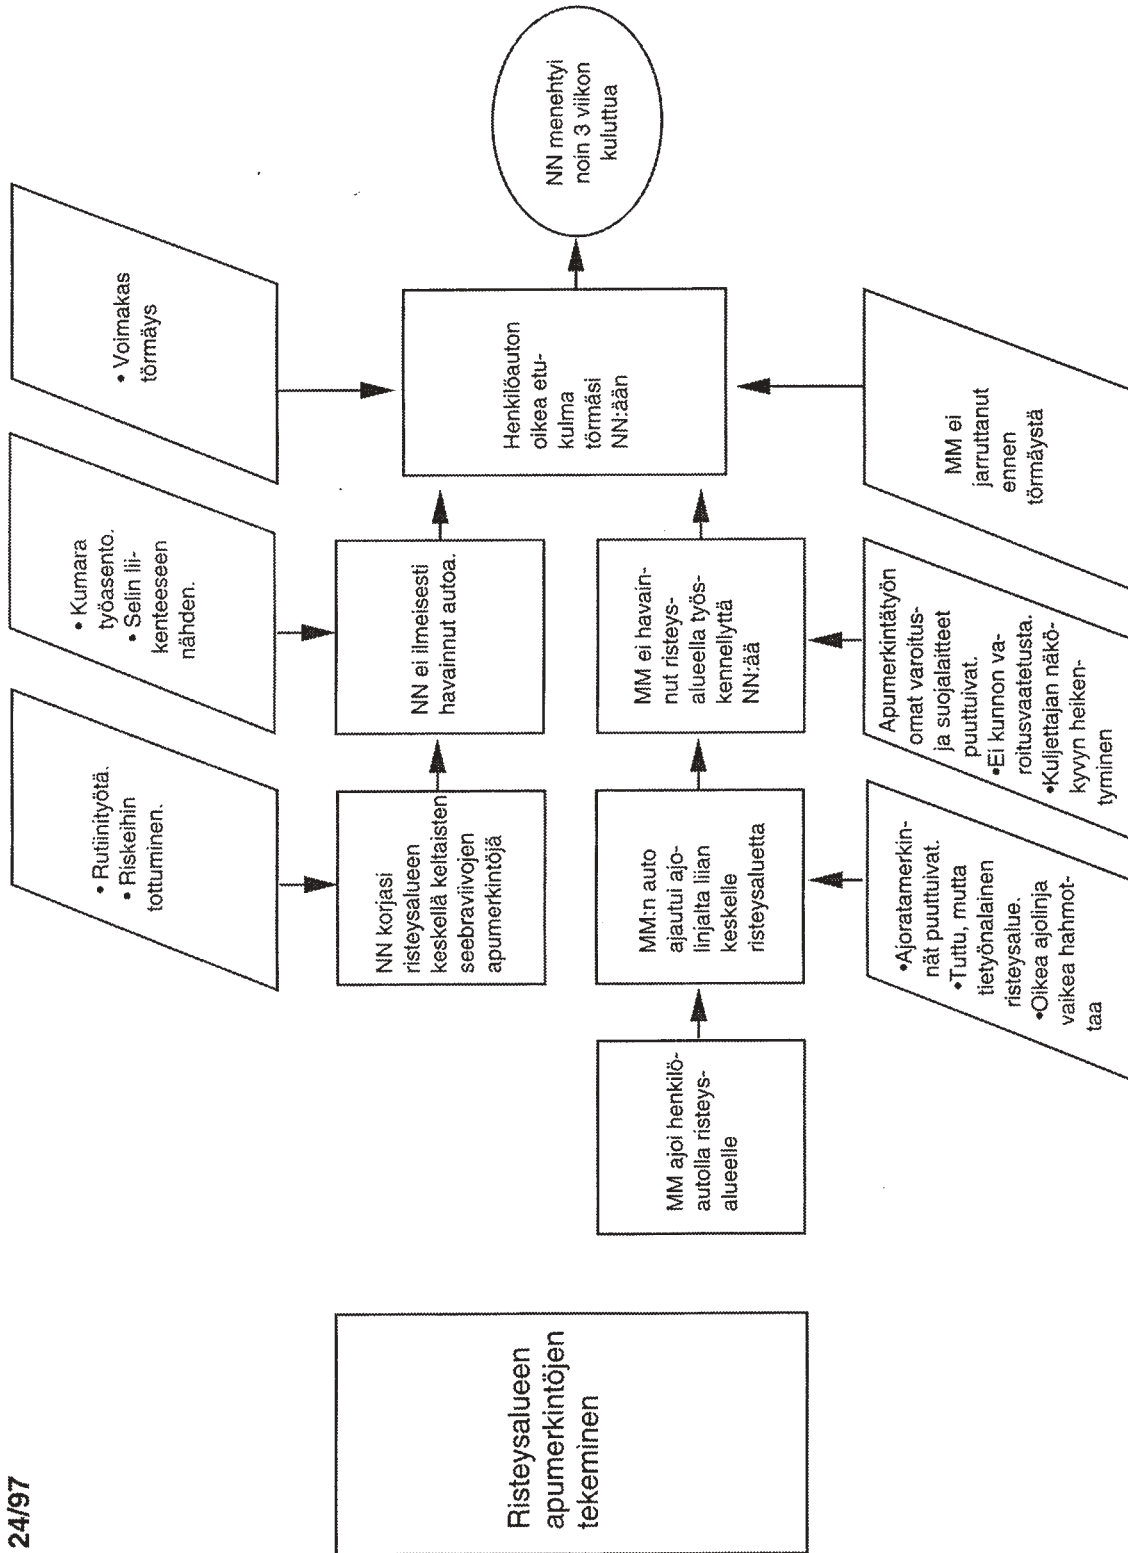 24/97
Risteysalueen
apumerkintöjen
tekeminen
• Rutiinityötä.
• Riskeihin
tottuminen.
• Kumara
työasento.
• Selin lii-
kenteeseen
nähden.
• Voimakas
törmäys
NN korjasi
risteysalueen
keskellä keltaisten
seebraviivojen
apumerkintöjä
NN ei ilmeisesti
havainnut autoa.
Henkilöauton
oikea etu-
kulma
törmäsi
NN:ään
NN menehtyi
noin 3 viikon
kuluttua
MM ajoi henkilö-
autolla risteys-
alueelle
MM:n auto
ajautui ajo-
linjalta liian
keskelle
risteysaluetta
MM ei havain-
nut risteys-
alueella työs-
kennellyttä
NN:ää
•Ajoratamerkin-
nät puuttuivat.
•Tuttu, mutta
tietyönalainen
risteysalue.
•Oikea ajolinja
vaikea hahmot-
taa
Apumerkintätyön
omat varoitus-
ja suojalaitteet
puuttuivat.
•Ei kunnon va-
roitusvaatetusta.
•Kuljettajan näkö-
kyvyn heiken-
tyminen
MM ei
jarruttanut
ennen
törmäystä